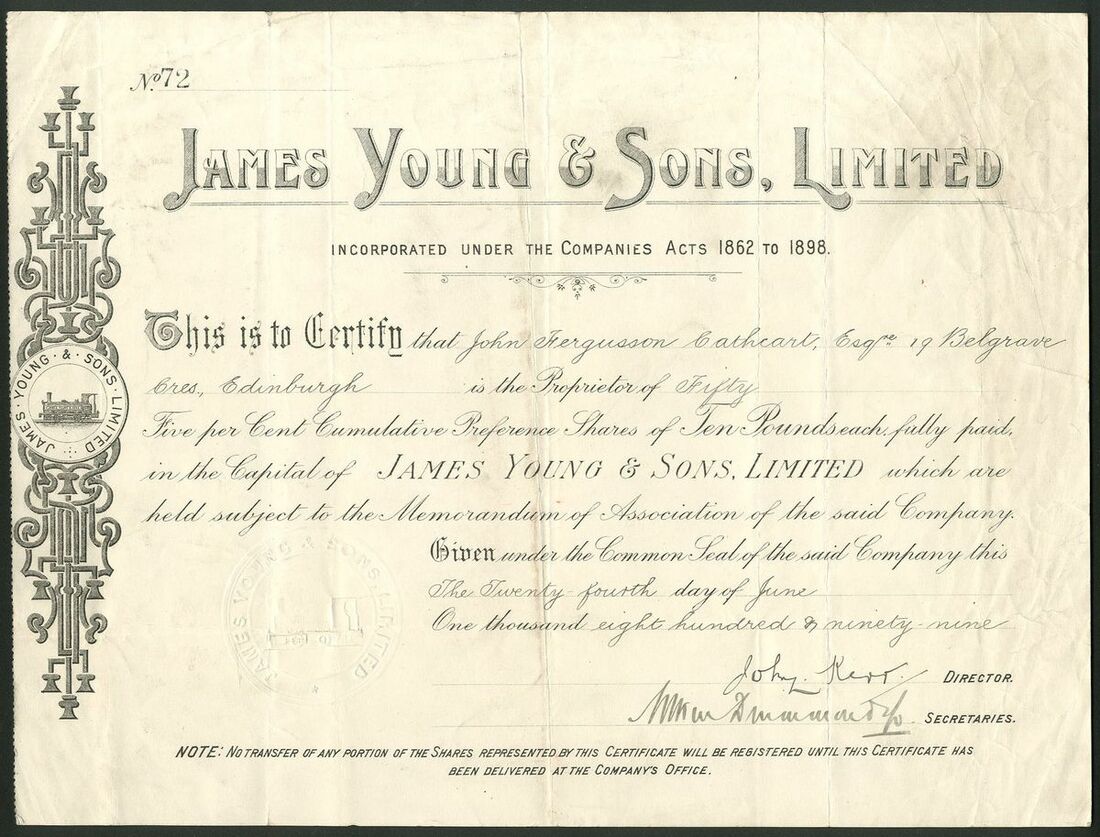 No. 72
JAMES YOUNG & SONS, LIMITED
INCORPORATED UNDER THE COMPANIES ACTS 1862 TO 1898.
This is to Certify that John Fergusson Cathcart, Esqre 19 Belgrave
Cres., Edinburgh is the Proprietor of Fifty
Five per Cent Cumulative Preference Shares of Ten Pounds each, fully paid,
in the Capital of JAMES YOUNG & SONS, LIMITED which are
held subject to the Memorandum of Association of the said Company.
JAMES · YOUNG · & · SONS · LIMITED
Given under the Common Seal of the said Company this
The Twenty-fourth day of June
One thousand eight hundred & ninety-nine
JAMES YOUNG & SONS, LIMITED
John Kerr. DIRECTOR.
Drummond & Co. SECRETARIES.
NOTE: NO TRANSFER OF ANY PORTION OF THE SHARES REPRESENTED BY THIS CERTIFICATE WILL BE REGISTERED UNTIL THIS CERTIFICATE HAS
BEEN DELIVERED AT THE COMPANY'S OFFICE.